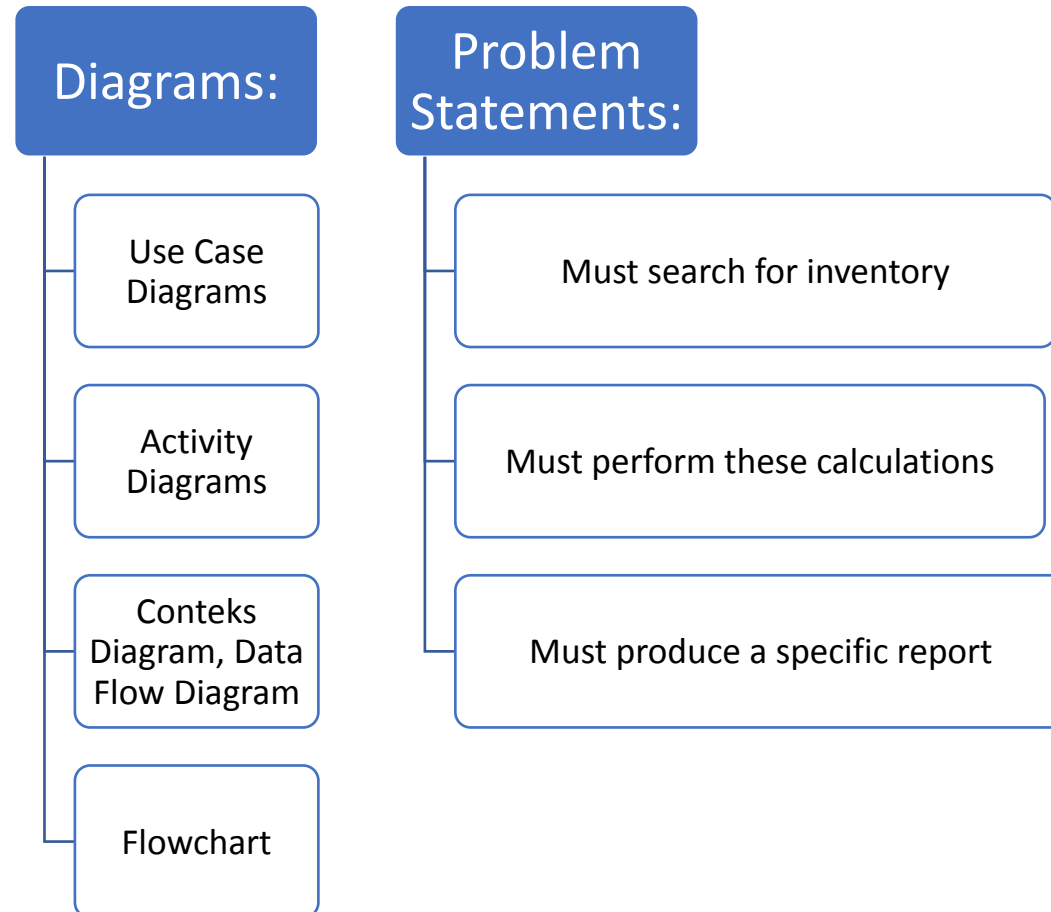 Diagrams:
Use Case
Diagrams
Activity
Diagrams
Conteks
Diagram, Data
Flow Diagram
Flowchart
Problem
Statements:
Must search for inventory
Must perform these calculations
Must produce a specific report